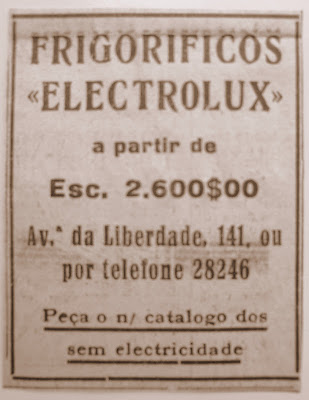 FRIGORIFICOS
«ELECTROLUX»
a partir de
Esc. 2.600$00
Av.ª da Liberdade, 141, ou
por telefone 28246
Peça o n/ catalogo dos
sem electricidade